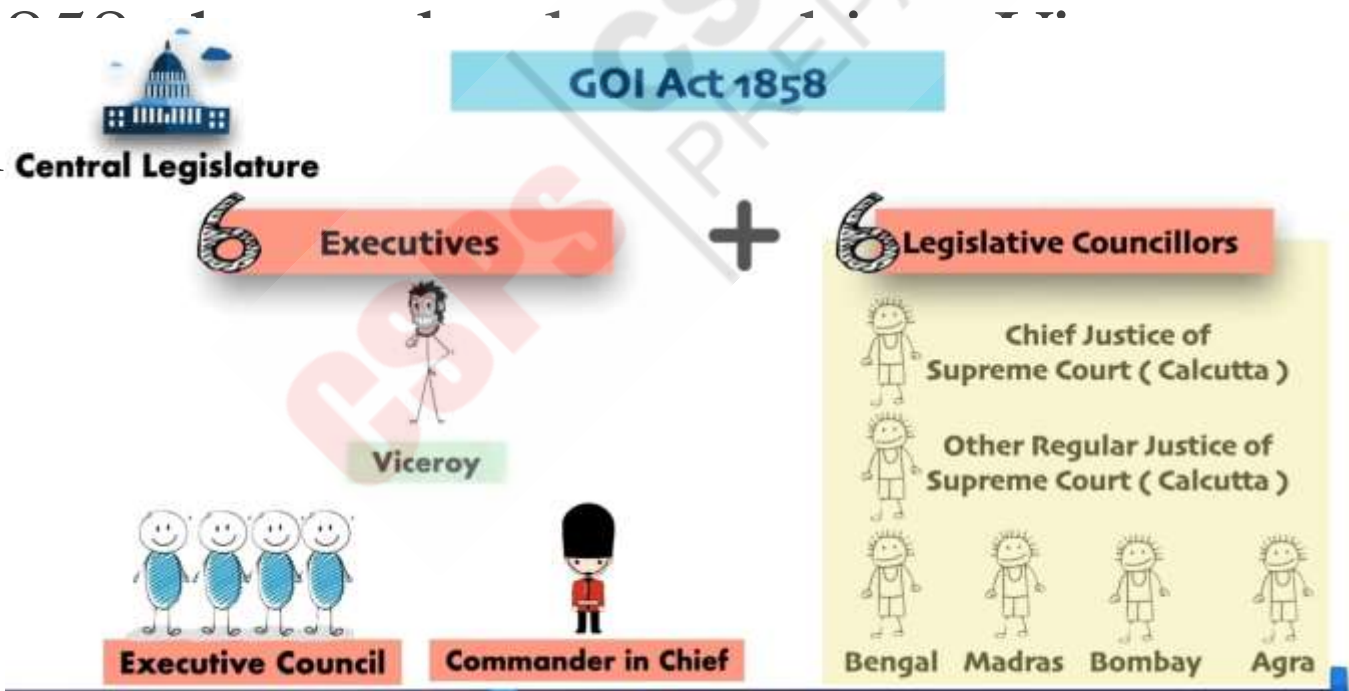 GOI Act 1858
Central Legislature
6 Executives
+
6 Legislative Councillors
Viceroy
Executive Council
Commander in Chief
Chief Justice of
Supreme Court ( Calcutta )
Other Regular Justice of
Supreme Court ( Calcutta )
Bengal Madras Bombay Agra
CSPS